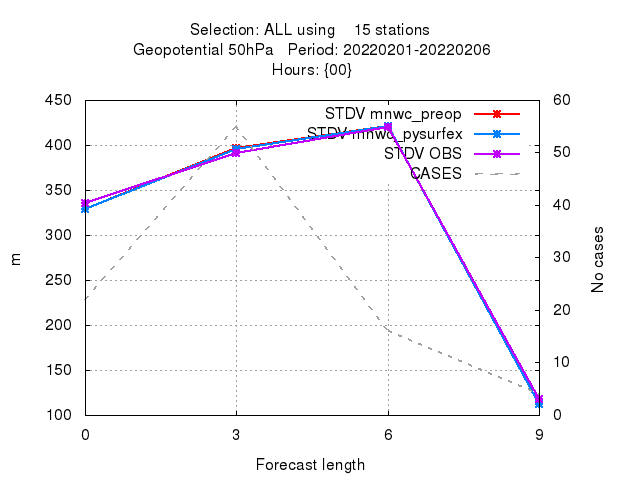 Selection: ALL using 15 stations
Geopotential 50hPa Period: 20220201-20220206
Hours: {00}
STDV mnwc_preop
STDV mnwc_pysurfex
STDV OBS
CASES
450
400
350
300
250
200
150
100
60
50
40
30
20
10
0
m
No cases
0 3 6 9
Forecast length